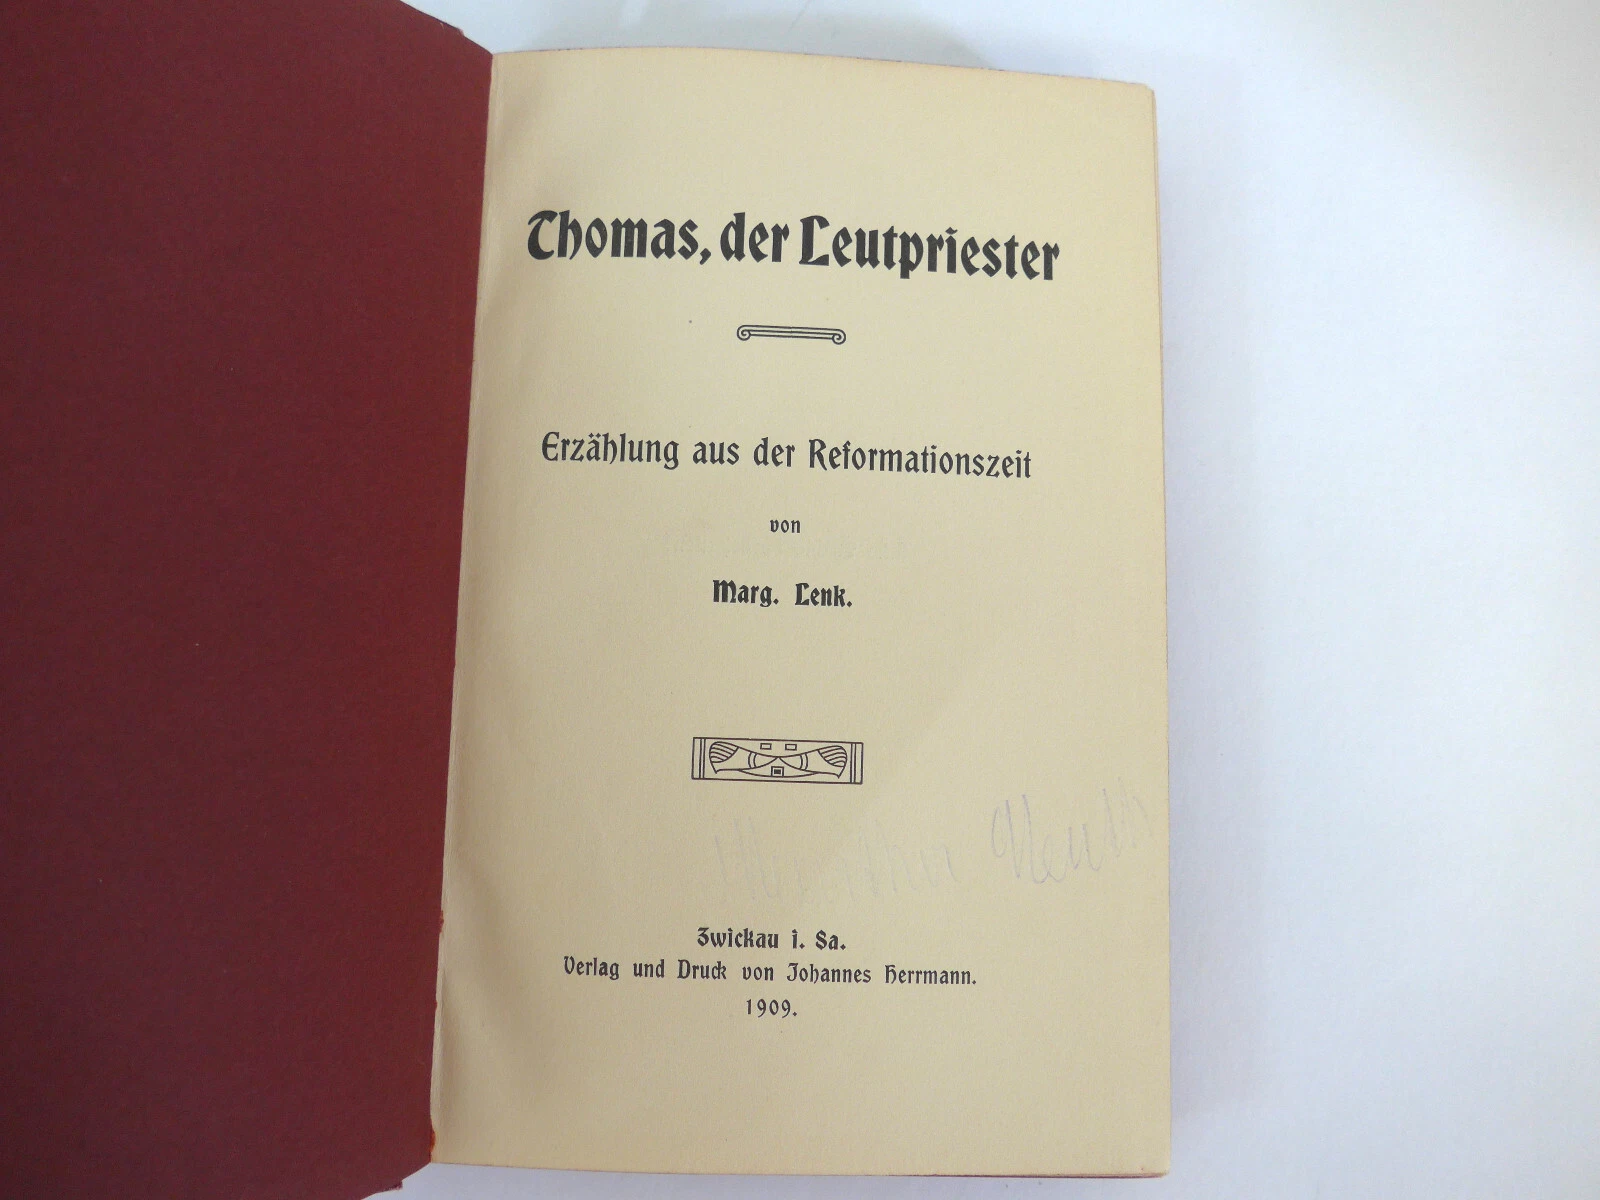 Thomas, der Leutpriester
Erzählung aus der Reformationszeit
von
Marg. Lenk.
Zwickau i. Sa.
Verlag und Druck von Johannes Herrmann.
1909.